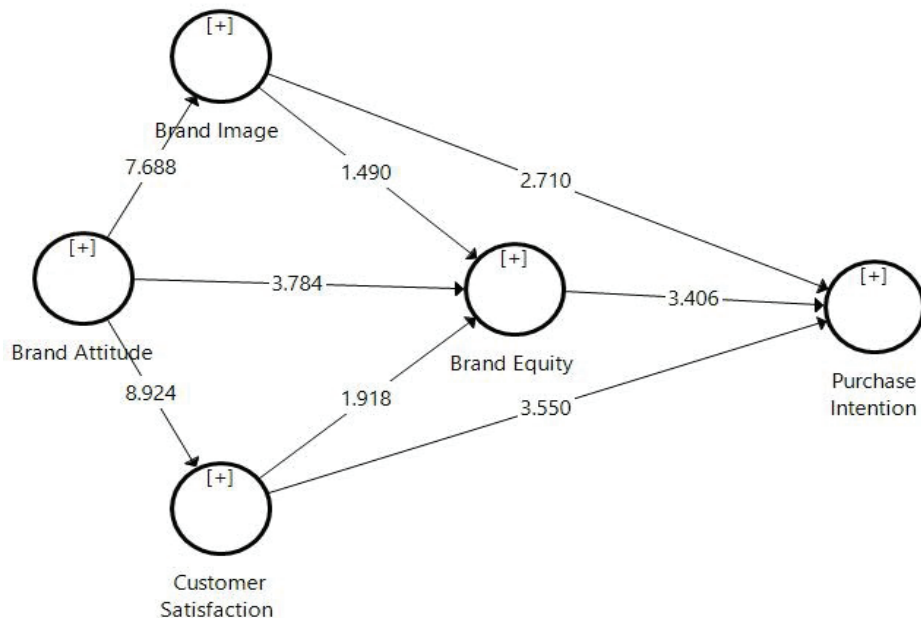 [+]
Brand Image
7.688
1.490
2.710
[+]
Brand Attitude
3.784
[+]
Brand Equity
3.406
[+]
Purchase
Intention
8.924
1.918
3.550
[+]
Customer
Satisfaction